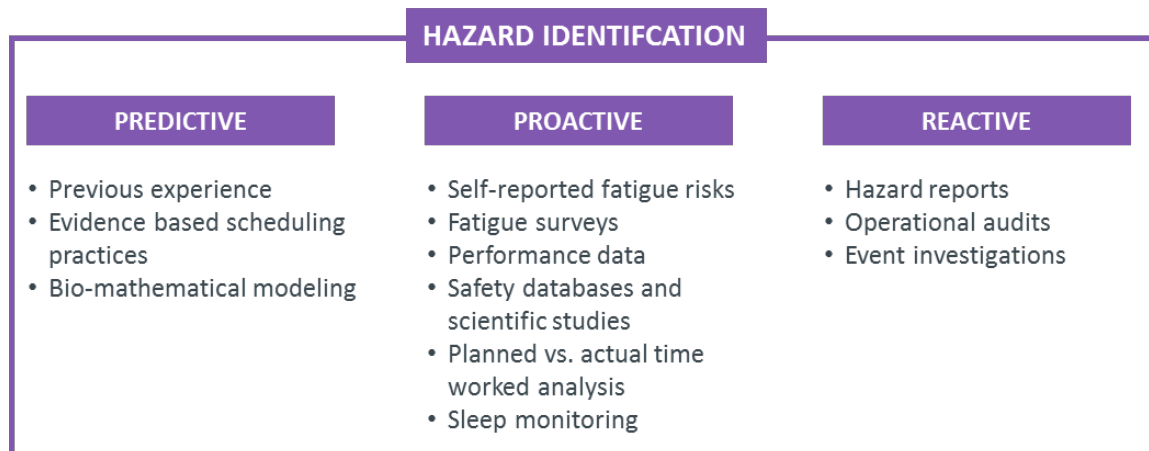 HAZARD IDENTIFCATION
PREDICTIVE
• Previous experience
• Evidence based scheduling
practices
• Bio-mathematical modeling
PROACTIVE
• Self-reported fatigue risks
• Fatigue surveys
• Performance data
• Safety databases and
scientific studies
• Planned vs. actual time
worked analysis
• Sleep monitoring
REACTIVE
• Hazard reports
• Operational audits
• Event investigations